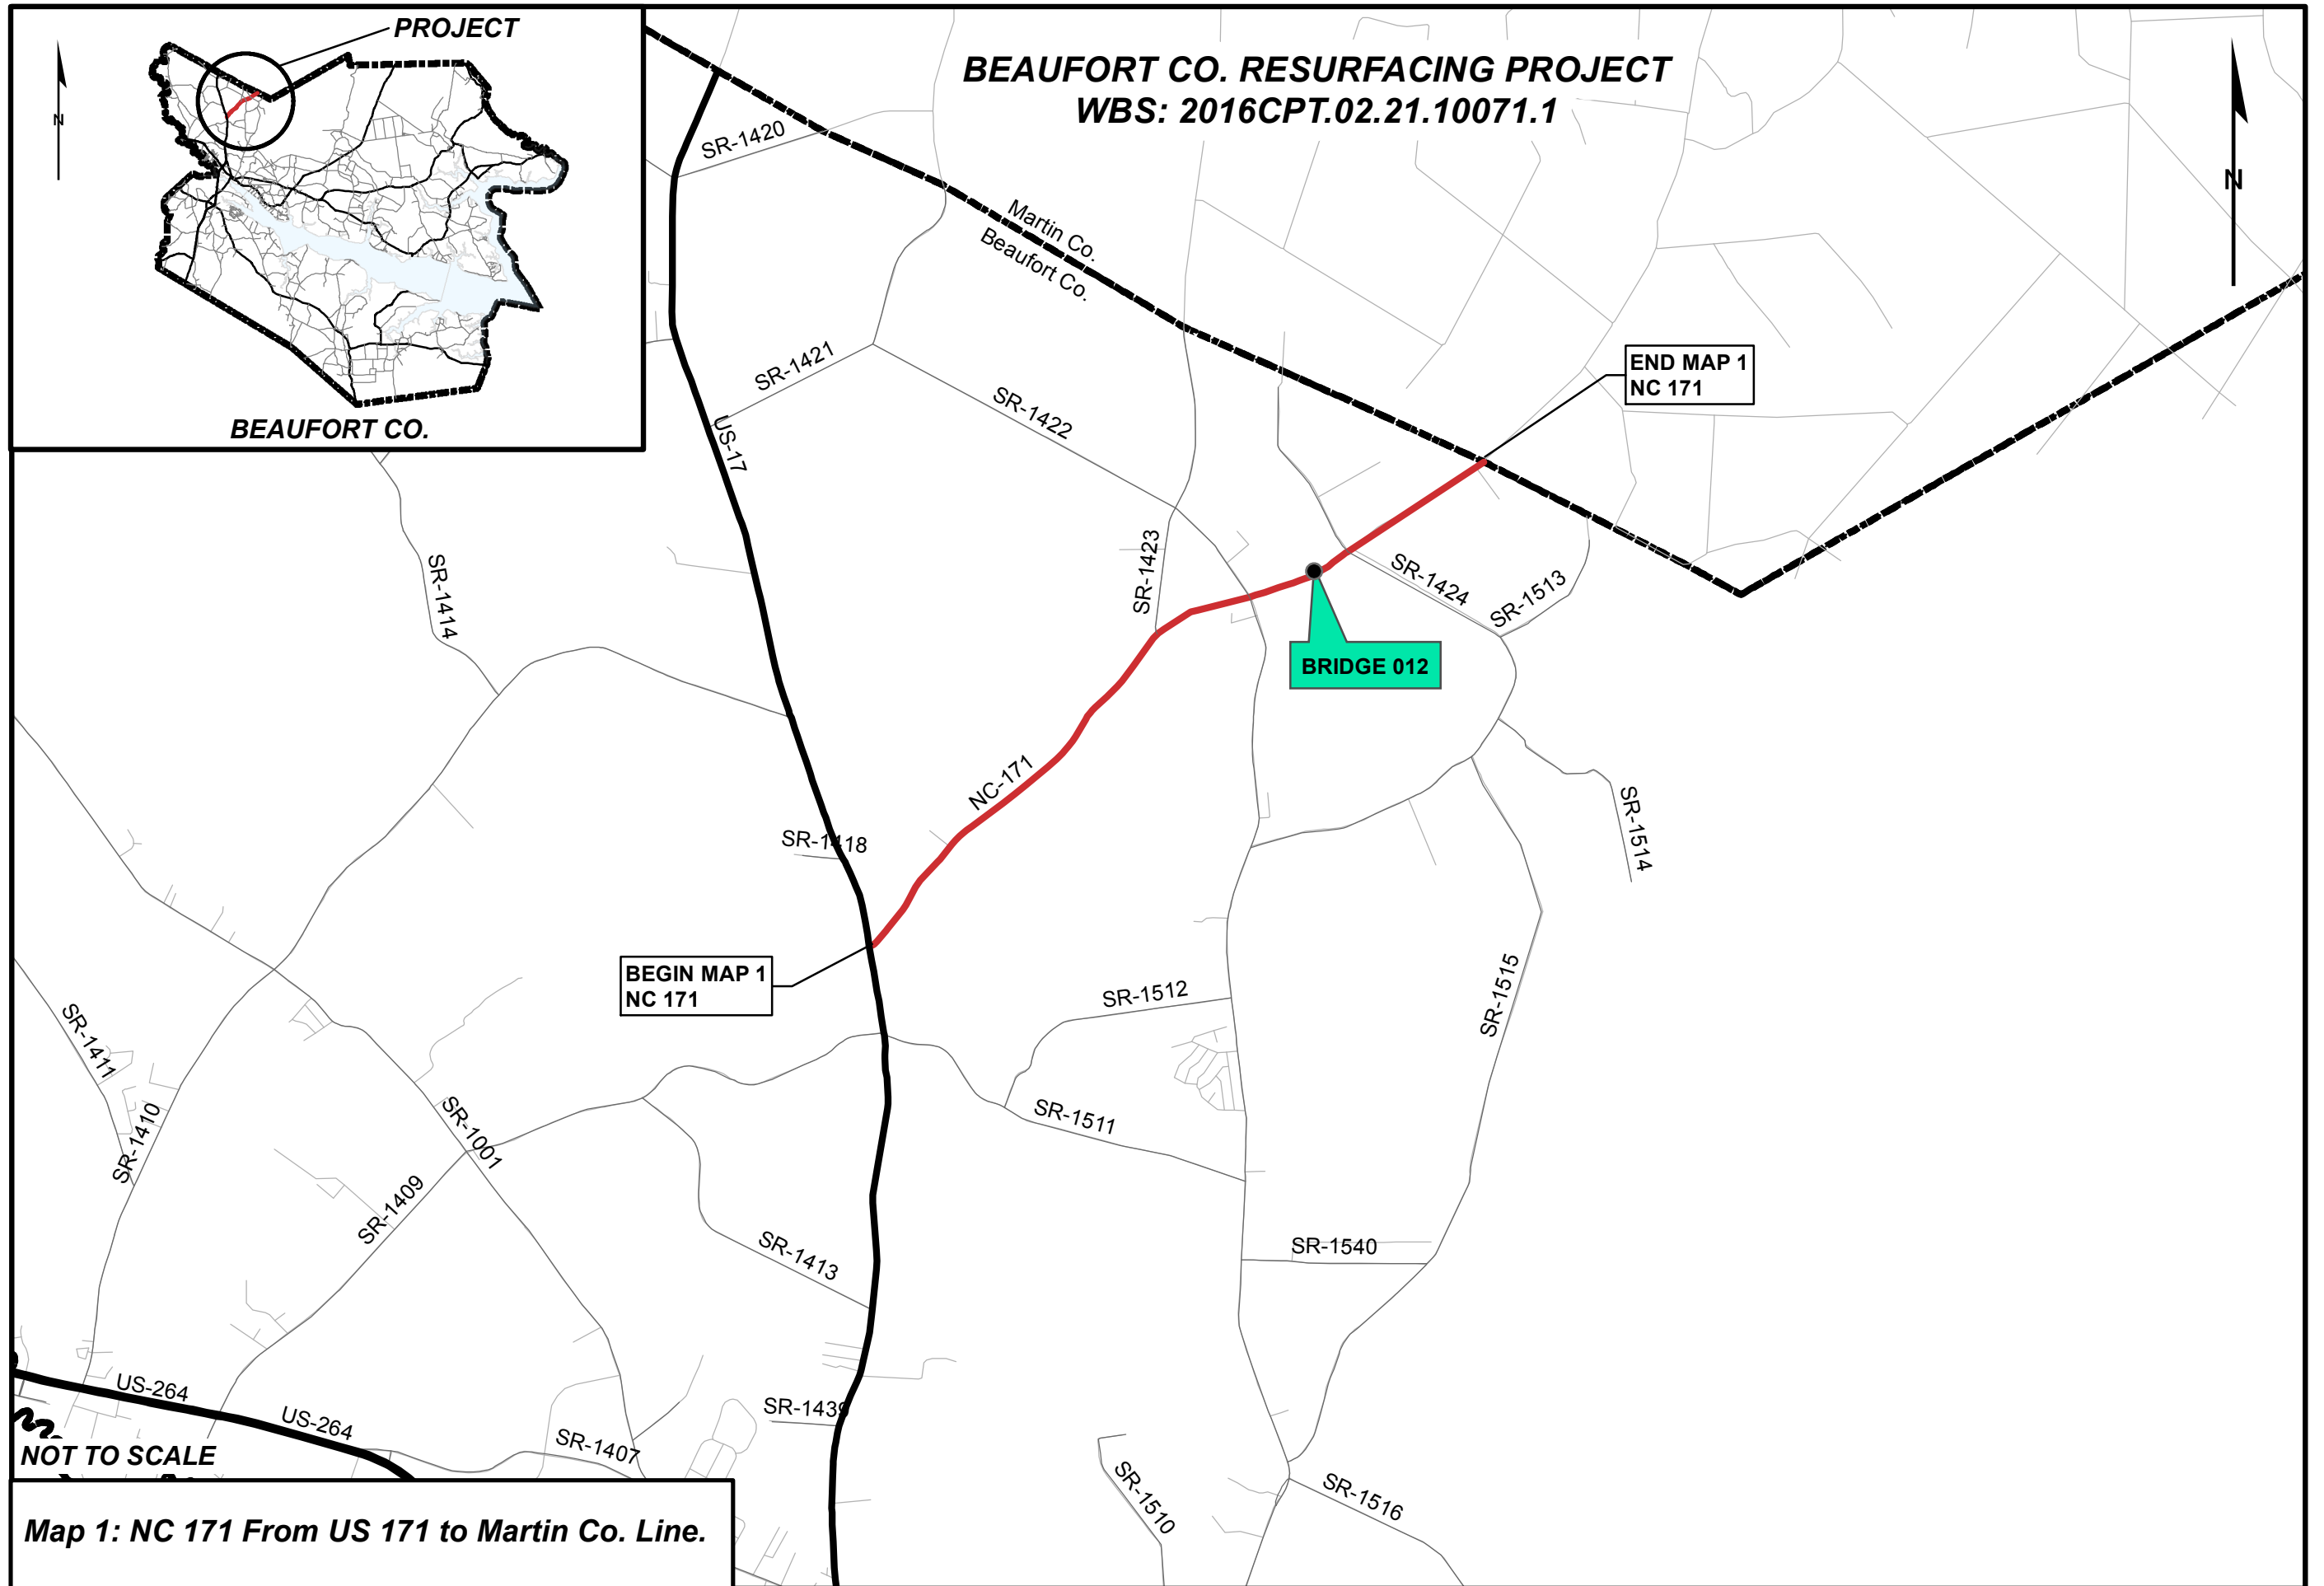 PROJECT
N
BEAUFORT CO.
BEAUFORT CO. RESURFACING PROJECT
WBS: 2016CPT.02.21.10071.1
N
SR-1420
Martin Co.
Beaufort Co.
SR-1421
SR-1422
US-17
END MAP 1
NC 171
SR-1423
SR-1424
SR-1513
SR-1414
BRIDGE 012
NC-171
SR-1418
SR-1514
BEGIN MAP 1
NC 171
SR-1512
SR-1515
SR-1411
SR-1410
SR-1001
SR-1511
SR-1409
SR-1413
SR-1540
US-264
US-264
SR-1439
SR-1407
NOT TO SCALE
SR-1510
SR-1516
Map 1: NC 171 From US 171 to Martin Co. Line.